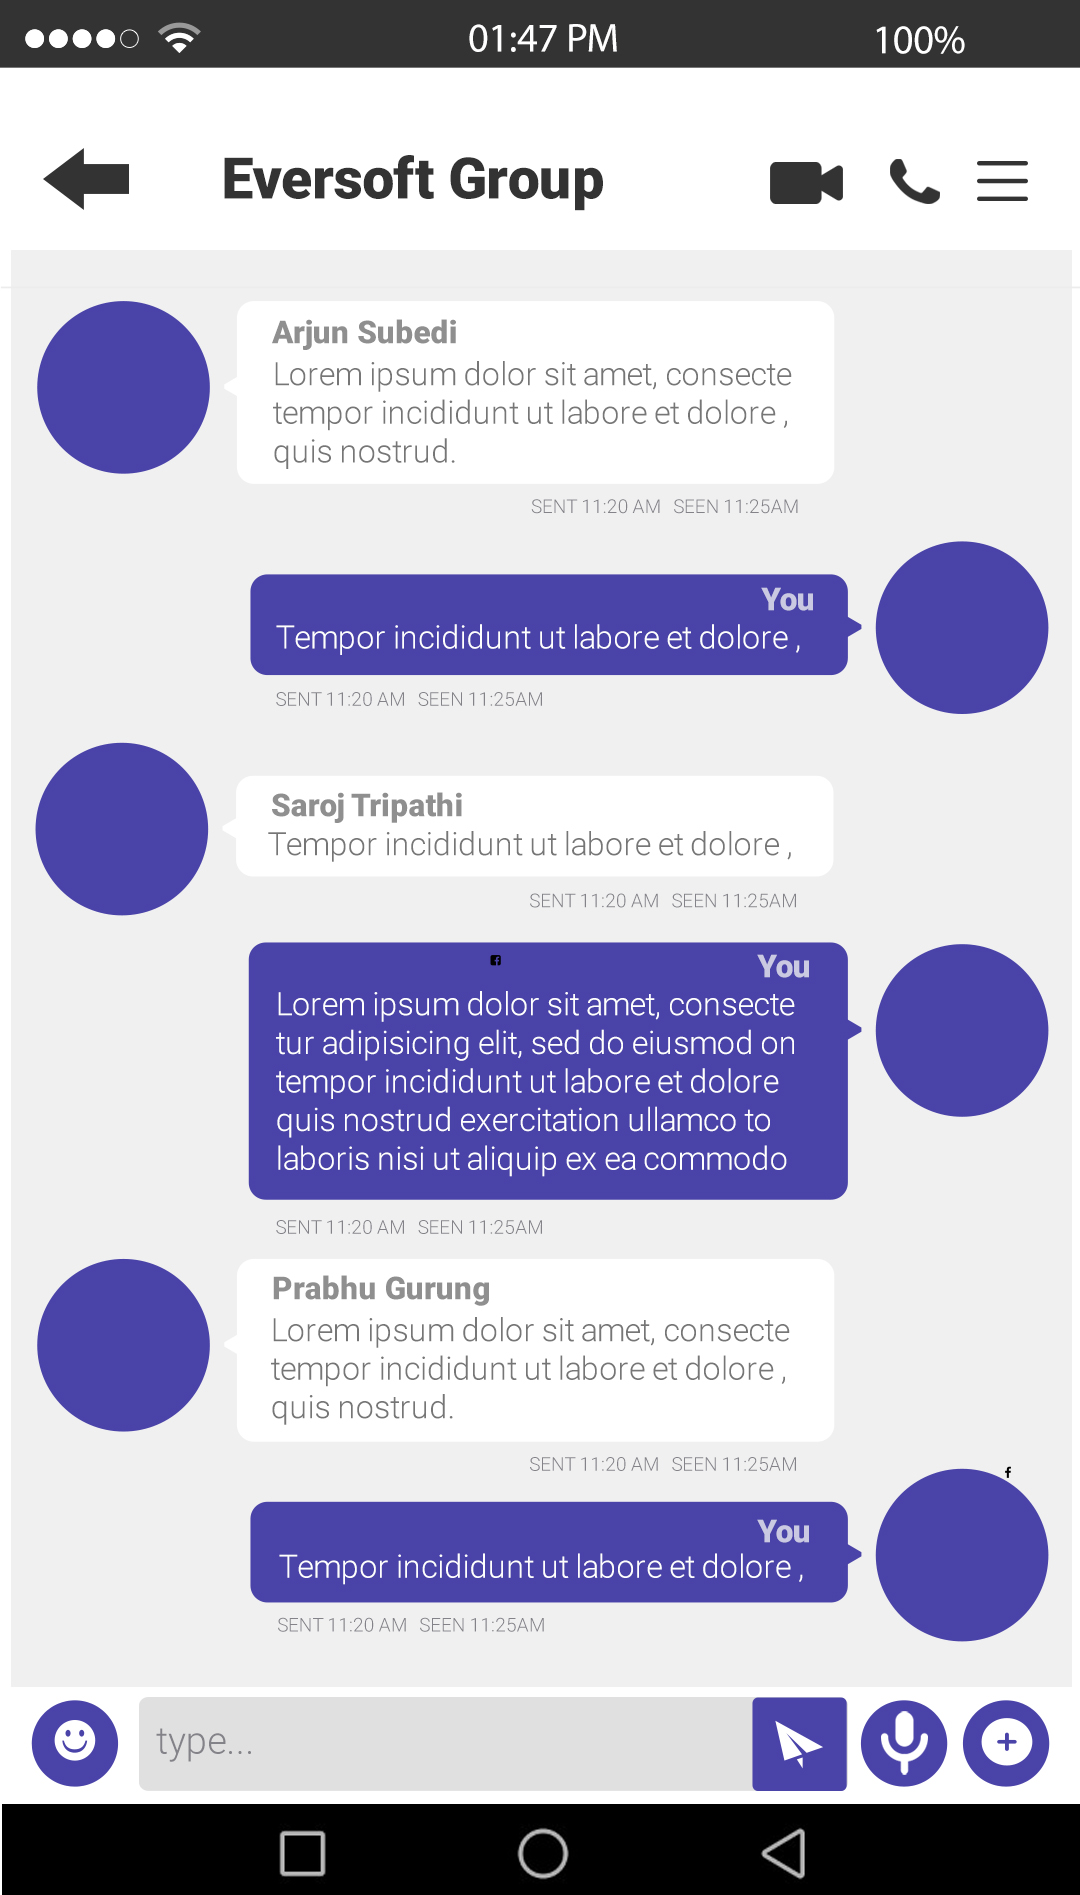 01:47 PM
100%
Eversoft Group
Arjun Subedi
Lorem ipsum dolor sit amet, consecte
tempor incididunt ut labore et dolore ,
quis nostrud.
SENT 11:20 AM SEEN 11:25AM
You
Tempor incididunt ut labore et dolore ,
SENT 11:20 AM SEEN 11:25AM
Saroj Tripathi
Tempor incididunt ut labore et dolore ,
SENT 11:20 AM SEEN 11:25AM
You
Lorem ipsum dolor sit amet, consecte
tur adipisicing elit, sed do eiusmod on
tempor incididunt ut labore et dolore
quis nostrud exercitation ullamco to
laboris nisi ut aliquip ex ea commodo
SENT 11:20 AM SEEN 11:25AM
Prabhu Gurung
Lorem ipsum dolor sit amet, consecte
tempor incididunt ut labore et dolore ,
quis nostrud.
SENT 11:20 AM SEEN 11:25AM
You
Tempor incididunt ut labore et dolore ,
SENT 11:20 AM SEEN 11:25AM
type...